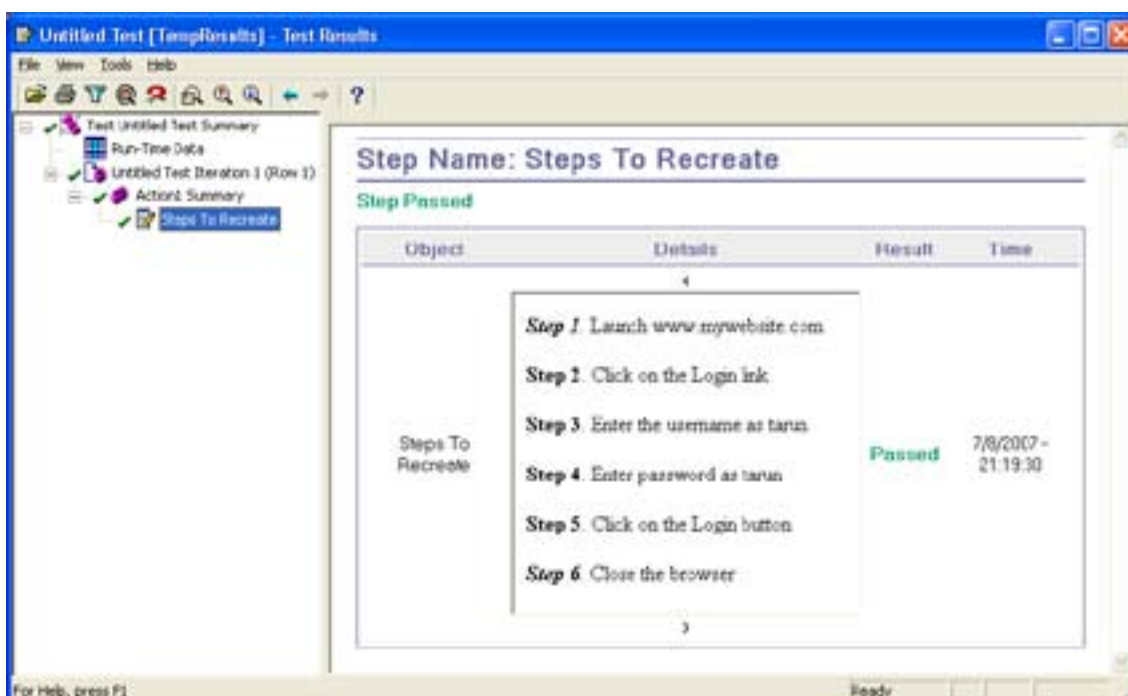 Untitled Test [TempResults] - Test Results
File View Tools Help
Test Untitled Test Summary
Run-Time Data
Untitled Test Iteration 1 (Row 1)
Action1 Summary
Steps To Recreate
Step Name: Steps To Recreate
Step Passed
Object Details Result Time
Step 1. Launch www.mywebsite.com
Step 2. Click on the Login link
Step 3. Enter the username as tarun
Step 4. Enter password as tarun
Step 5. Click on the Login button
Step 6. Close the browser
Steps To
Recreate
Passed
7/8/2007 -
21:19:30
For Help, press F1
Ready